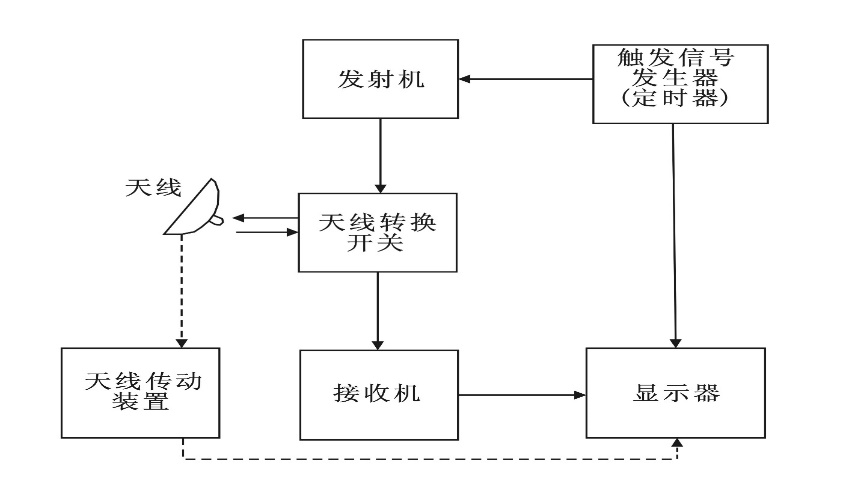 发射机
触发信号
发生器
(定时器)
天线
天线转换
开关
天线传动
装置
接收机
显示器